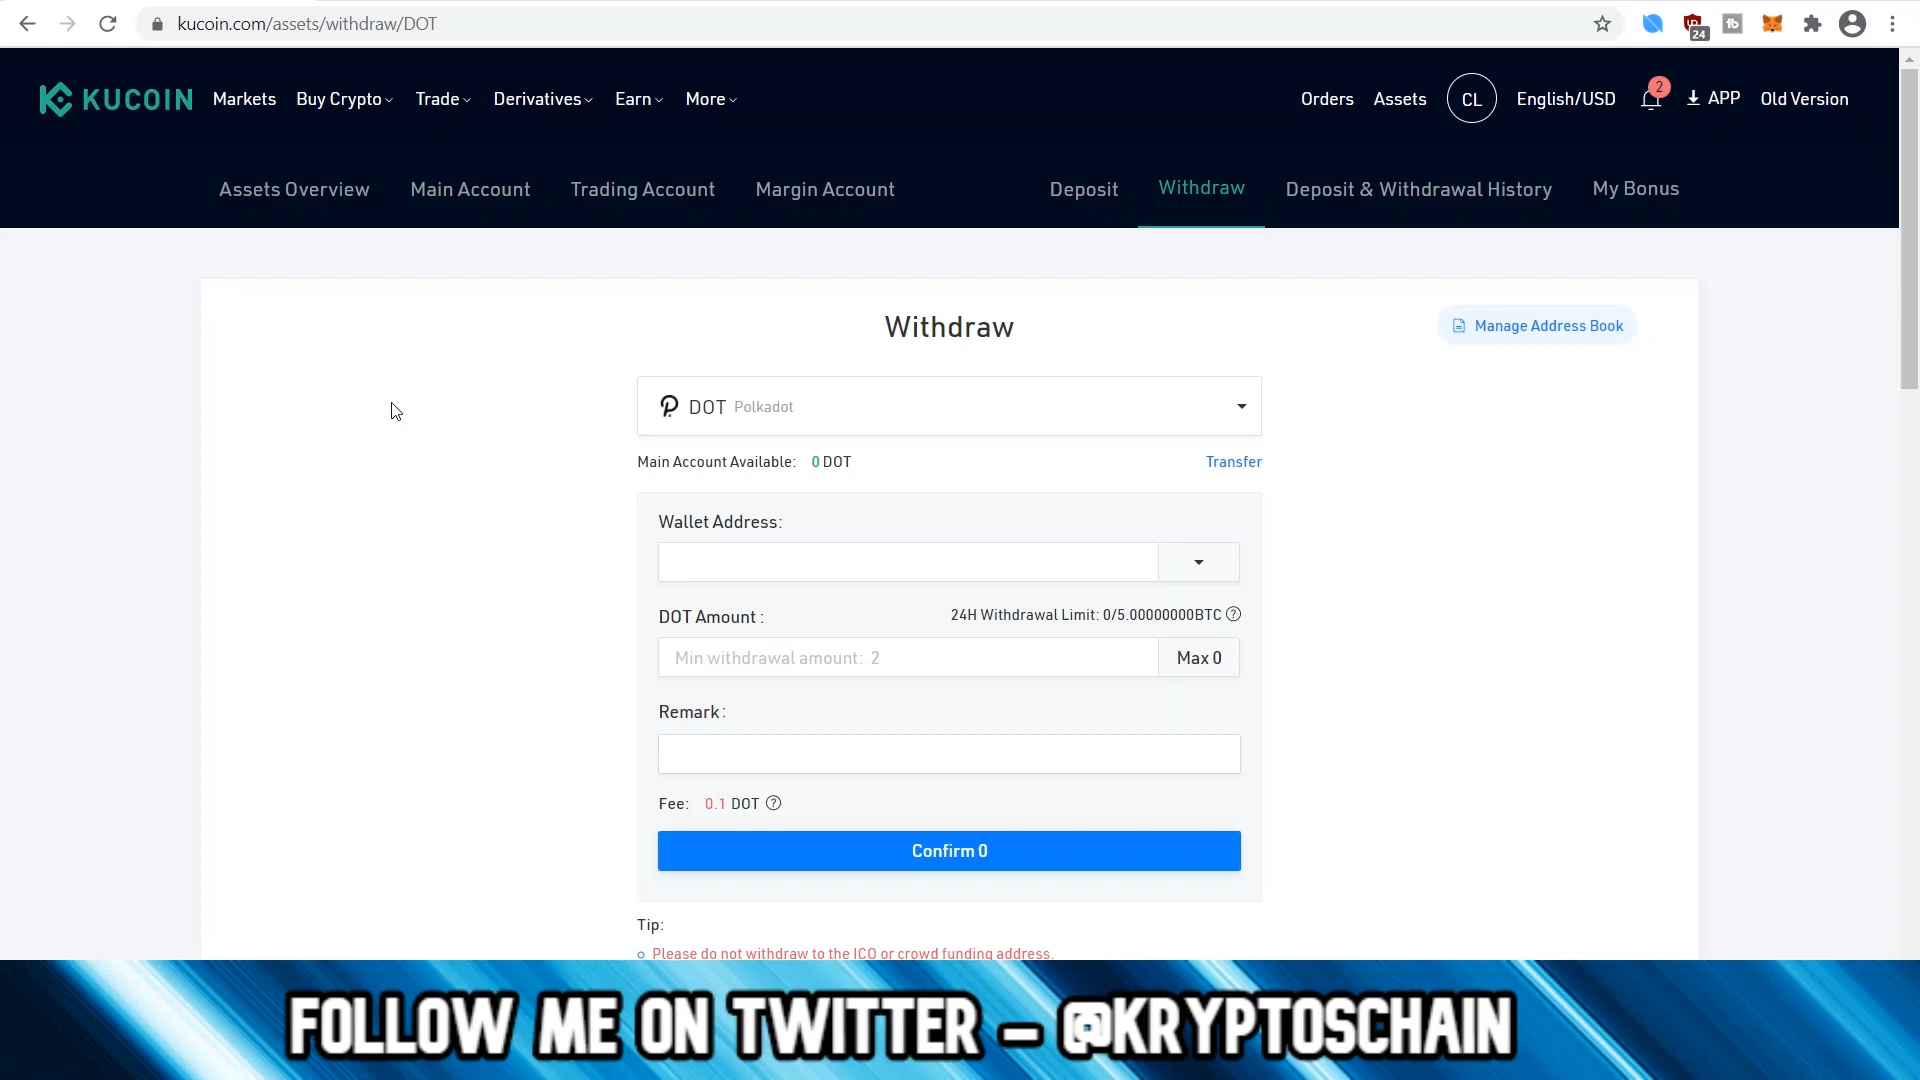 kucoin.com/assets/withdraw/DOT
24
KUCOIN Markets Buy Crypto Trade Derivatives Earn More Orders Assets CL English/USD 2 APP Old Version
Assets Overview Main Account Trading Account Margin Account Deposit Withdraw Deposit & Withdrawal History My Bonus
Withdraw
Manage Address Book
DOT Polkadot
Main Account Available: 0 DOT Transfer
Wallet Address:
DOT Amount : 24H Withdrawal Limit: 0/5.00000000BTC ?
Min withdrawal amount: 2 Max 0
Remark :
Fee: 0.1 DOT ?
Confirm 0
Tip:
Please do not withdraw to the ICO or crowd funding address.
FOLLOW ME ON TWITTER – @KRYPTOSCHAIN